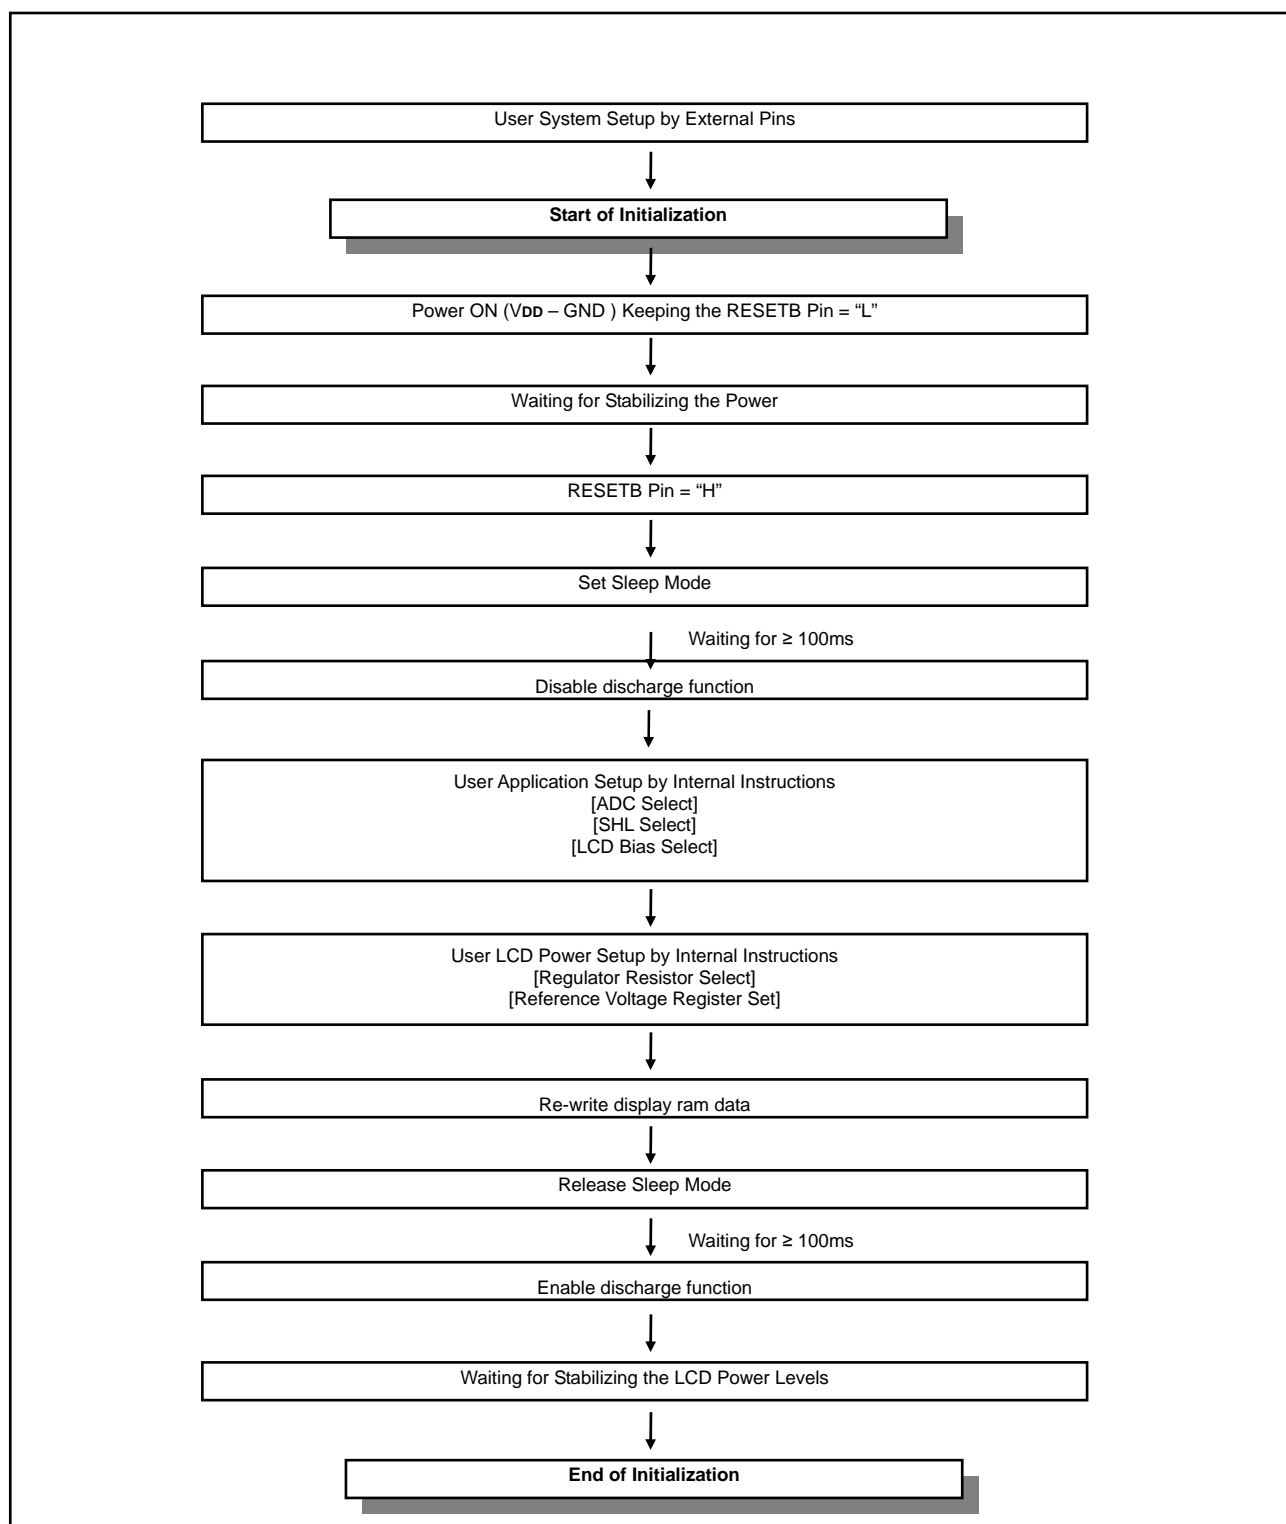 User System Setup by External Pins
Start of Initialization
Power ON (VDD – GND ) Keeping the RESETB Pin = “L”
Waiting for Stabilizing the Power
RESETB Pin = “H”
Set Sleep Mode
Waiting for ≥ 100ms
Disable discharge function
User Application Setup by Internal Instructions
[ADC Select]
[SHL Select]
[LCD Bias Select]
User LCD Power Setup by Internal Instructions
[Regulator Resistor Select]
[Reference Voltage Register Set]
Re-write display ram data
Release Sleep Mode
Waiting for ≥ 100ms
Enable discharge function
Waiting for Stabilizing the LCD Power Levels
End of Initialization